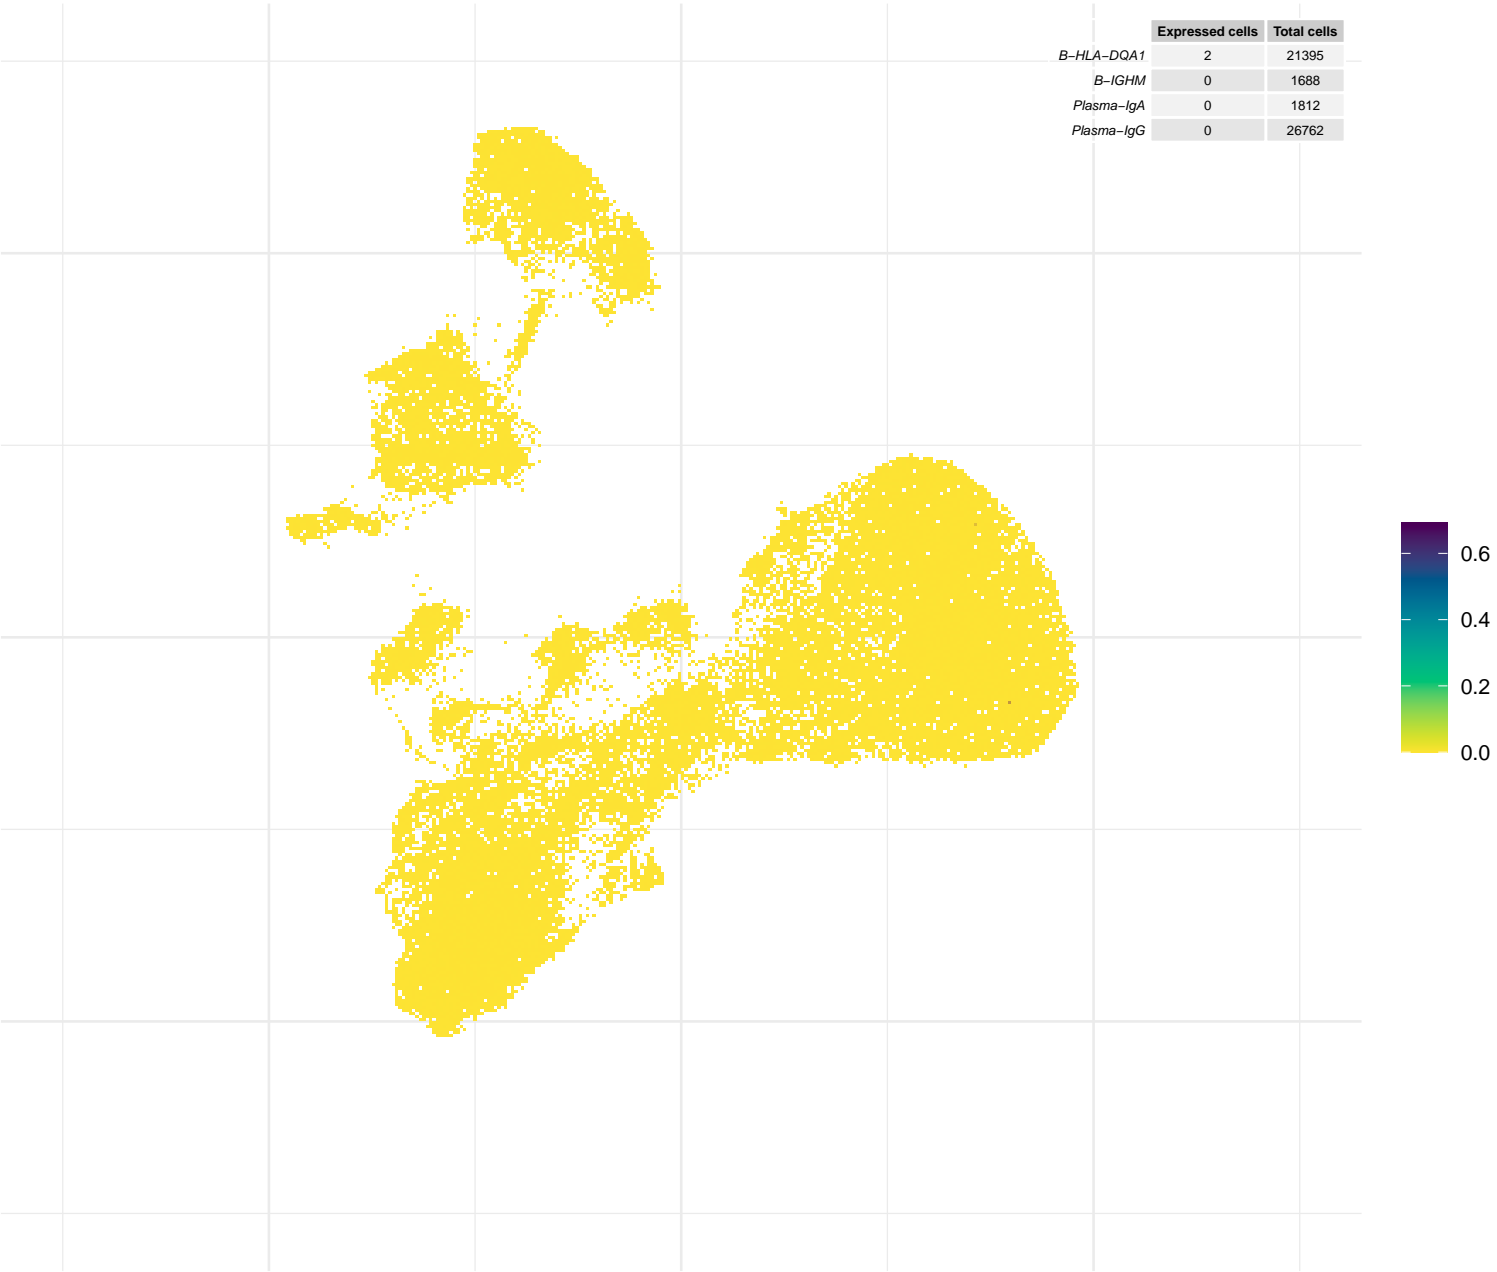 Expressed cells Total cells
B−HLA−DQA1 2 21395
B−IGHM 0 1688
Plasma−IgA 0 1812
Plasma−IgG 0 26762
0.6
0.4
0.2
0.0